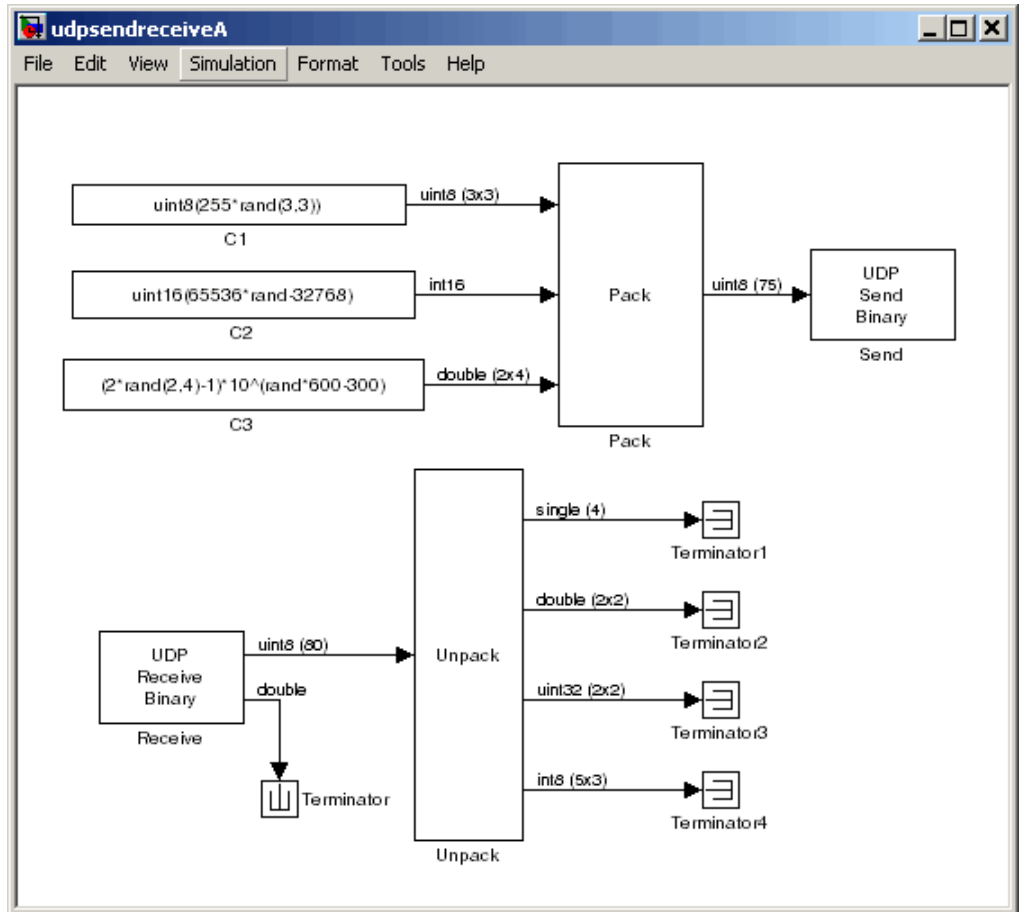 udpsendreceiveA
File Edit View Simulation Format Tools Help
uint8(255*rand(3,3))
C1
uint8 (3x3)
uint16(65536*rand-32768)
C2
int16
(2*rand(2,4)-1)*10^(rand*600-300)
C3
double (2x4)
Pack
Pack
uint8 (75)
UDP
Send
Binary
Send
UDP
Receive
Binary
Receive
uint8 (80)
double
Terminator
Unpack
Unpack
single (4)
Terminator1
double (2x2)
Terminator2
uint32 (2x2)
Terminator3
int8 (5x3)
Terminator4